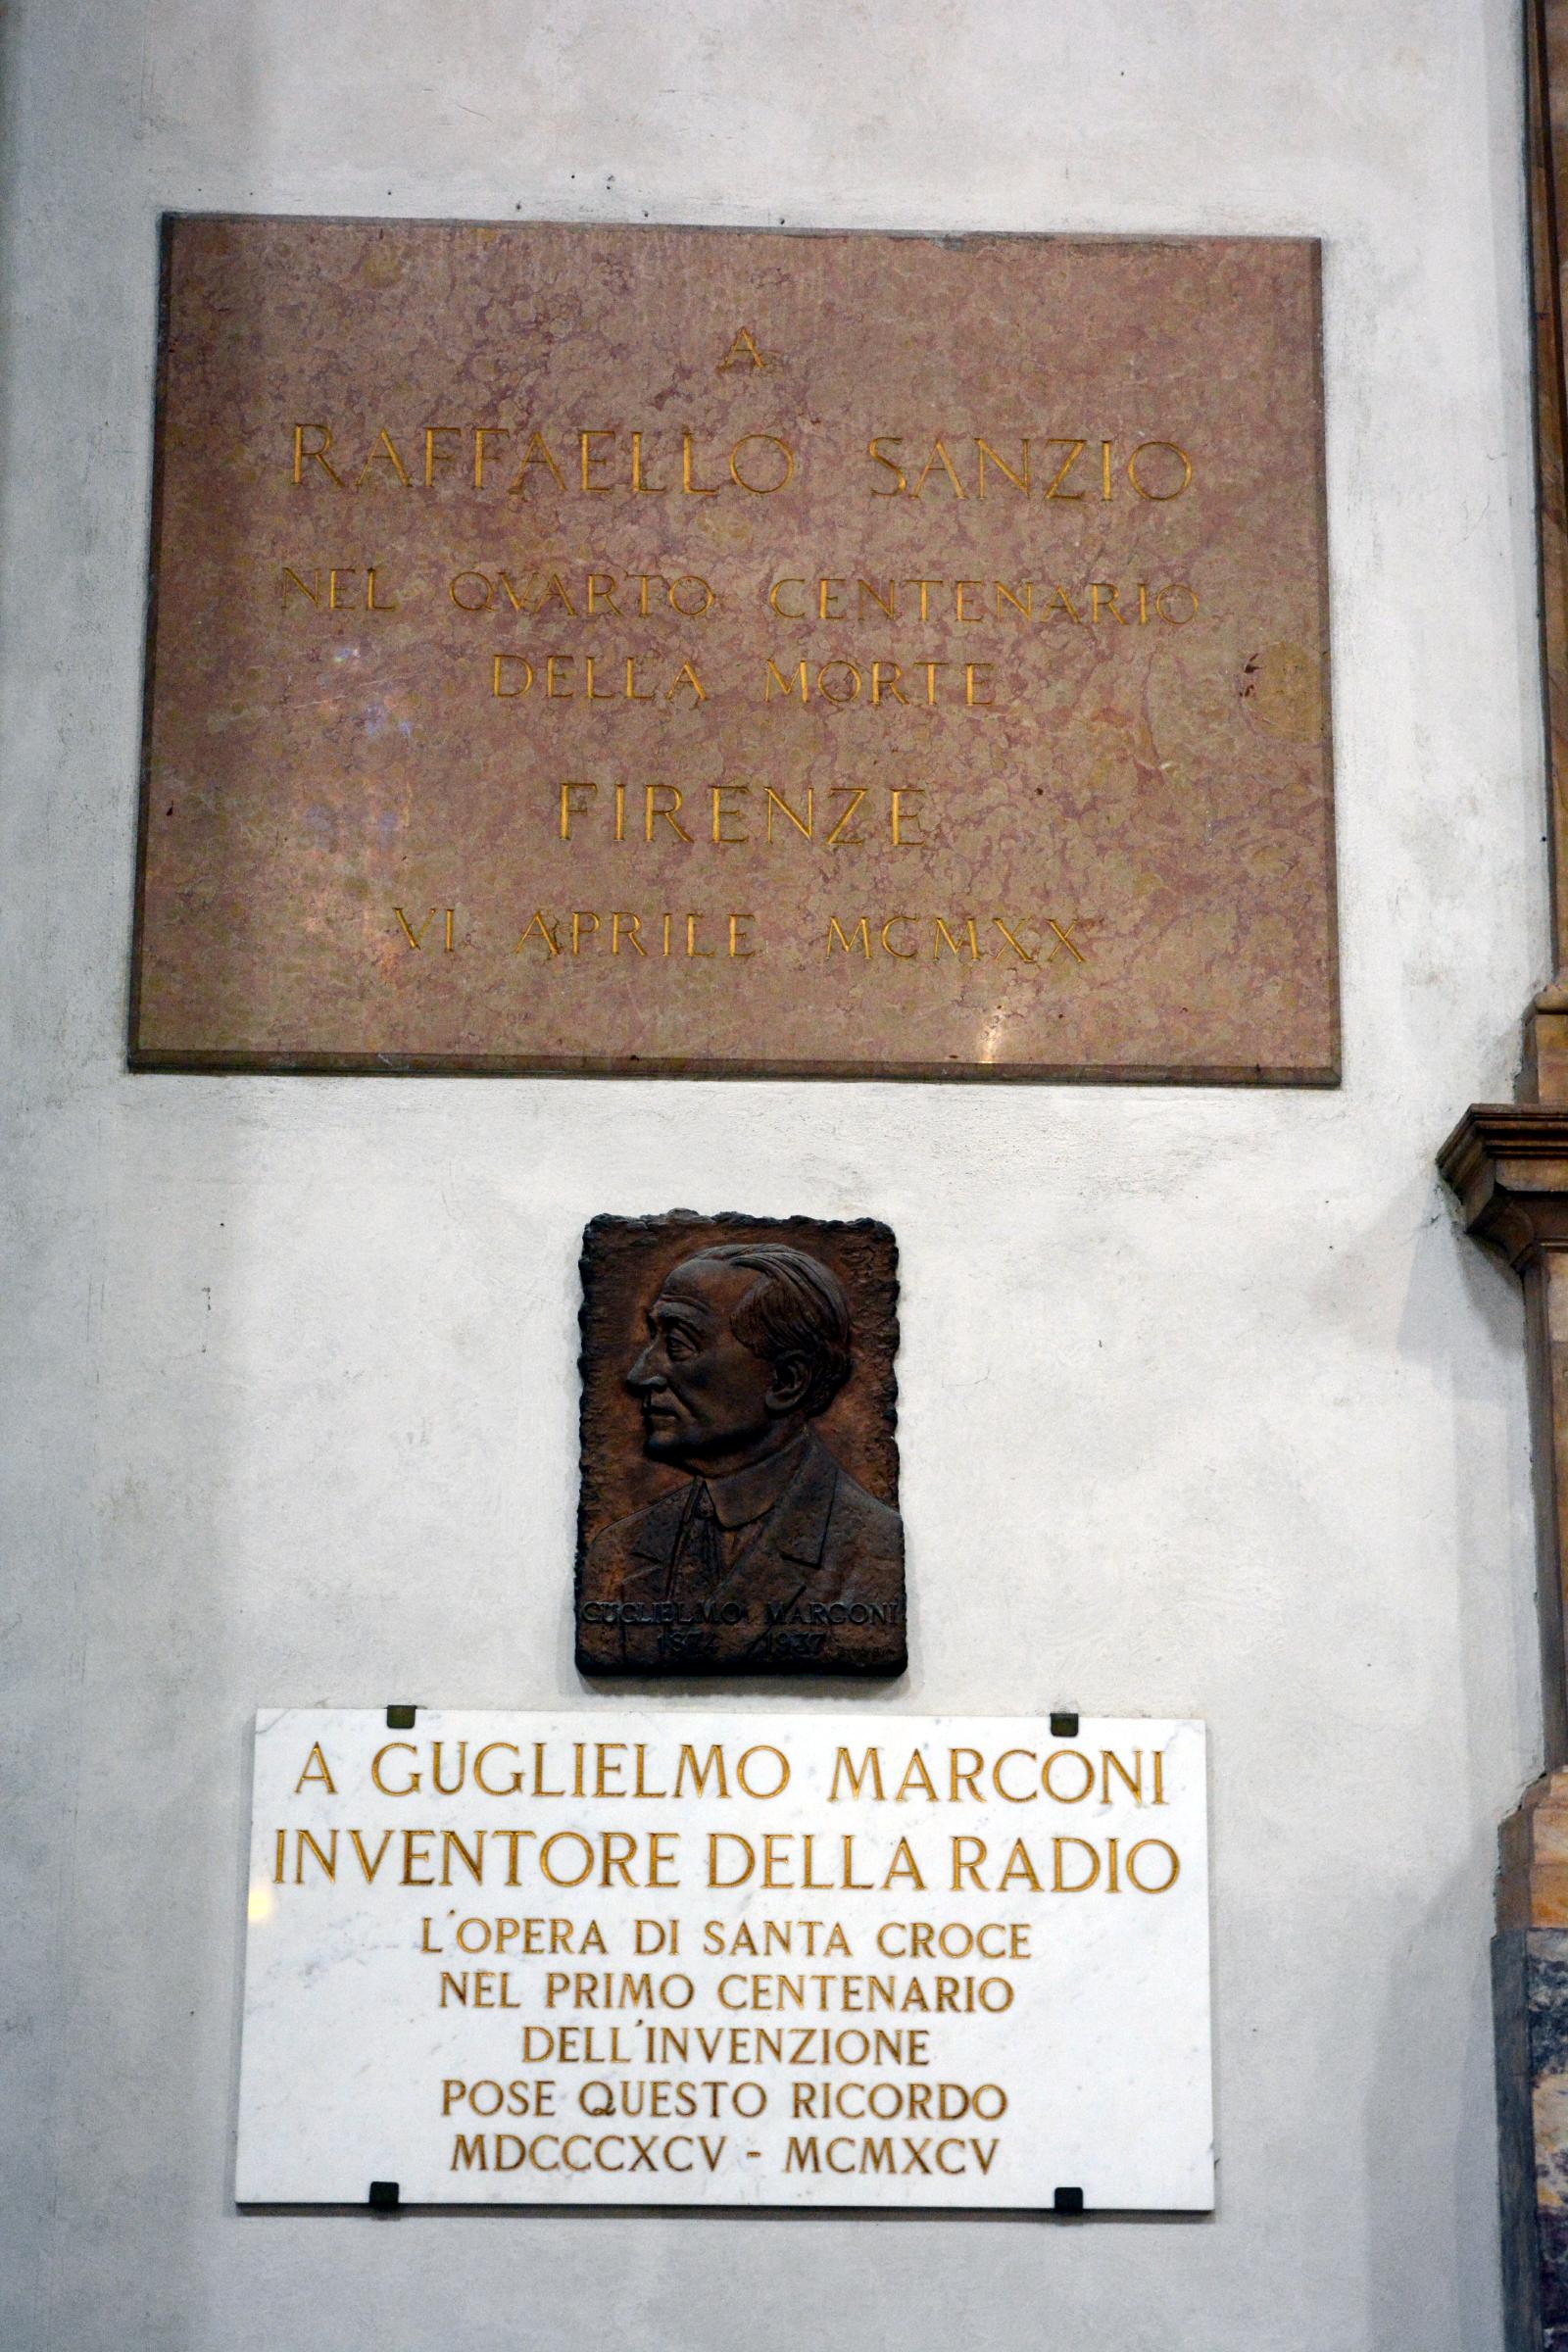 A
RAFFAELLO SANZIO
NEL QVARTO CENTENARIO
DELLA MORTE
FIRENZE
VI APRILE MCMXX
GUGLIELMO MARCONI
1874 1937
A GUGLIELMO MARCONI
INVENTORE DELLA RADIO
L'OPERA DI SANTA CROCE
NEL PRIMO CENTENARIO
DELL'INVENZIONE
POSE QUESTO RICORDO
MDCCCXCV - MCMXCV